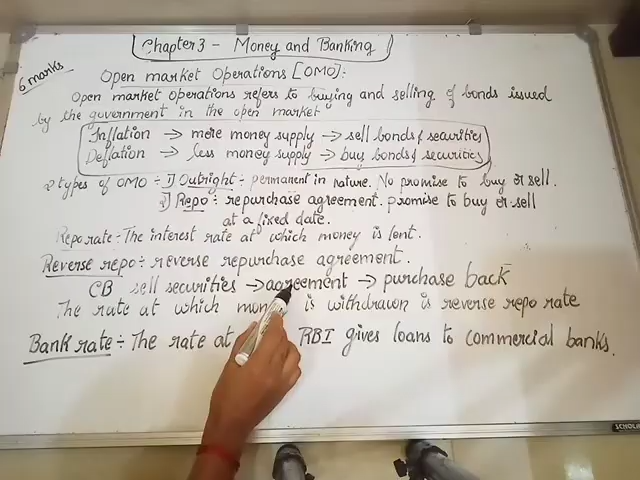 Chapter 3 - Money and Banking
6 marks
Open market Operations [OMO]:
Open market operations refers to buying and selling of bonds issued
by the government in the open market
Inflation → more money supply → sell bonds & securities
Deflation → less money supply → buy bonds & securities
2 types of OMO ÷ 1) Outright ÷ permanent in nature. No promise to buy or sell.
2) Repo ÷ repurchase agreement. promise to buy or sell
at a fixed date.
Repo rate ÷ The interest rate at which money is lent.
Reverse repo ÷ reverse repurchase agreement.
CB sell securities → agreement → purchase back
The rate at which is withdrawn is reverse repo rate
Bank rate ÷ The rate at RBI gives loans to commercial banks.